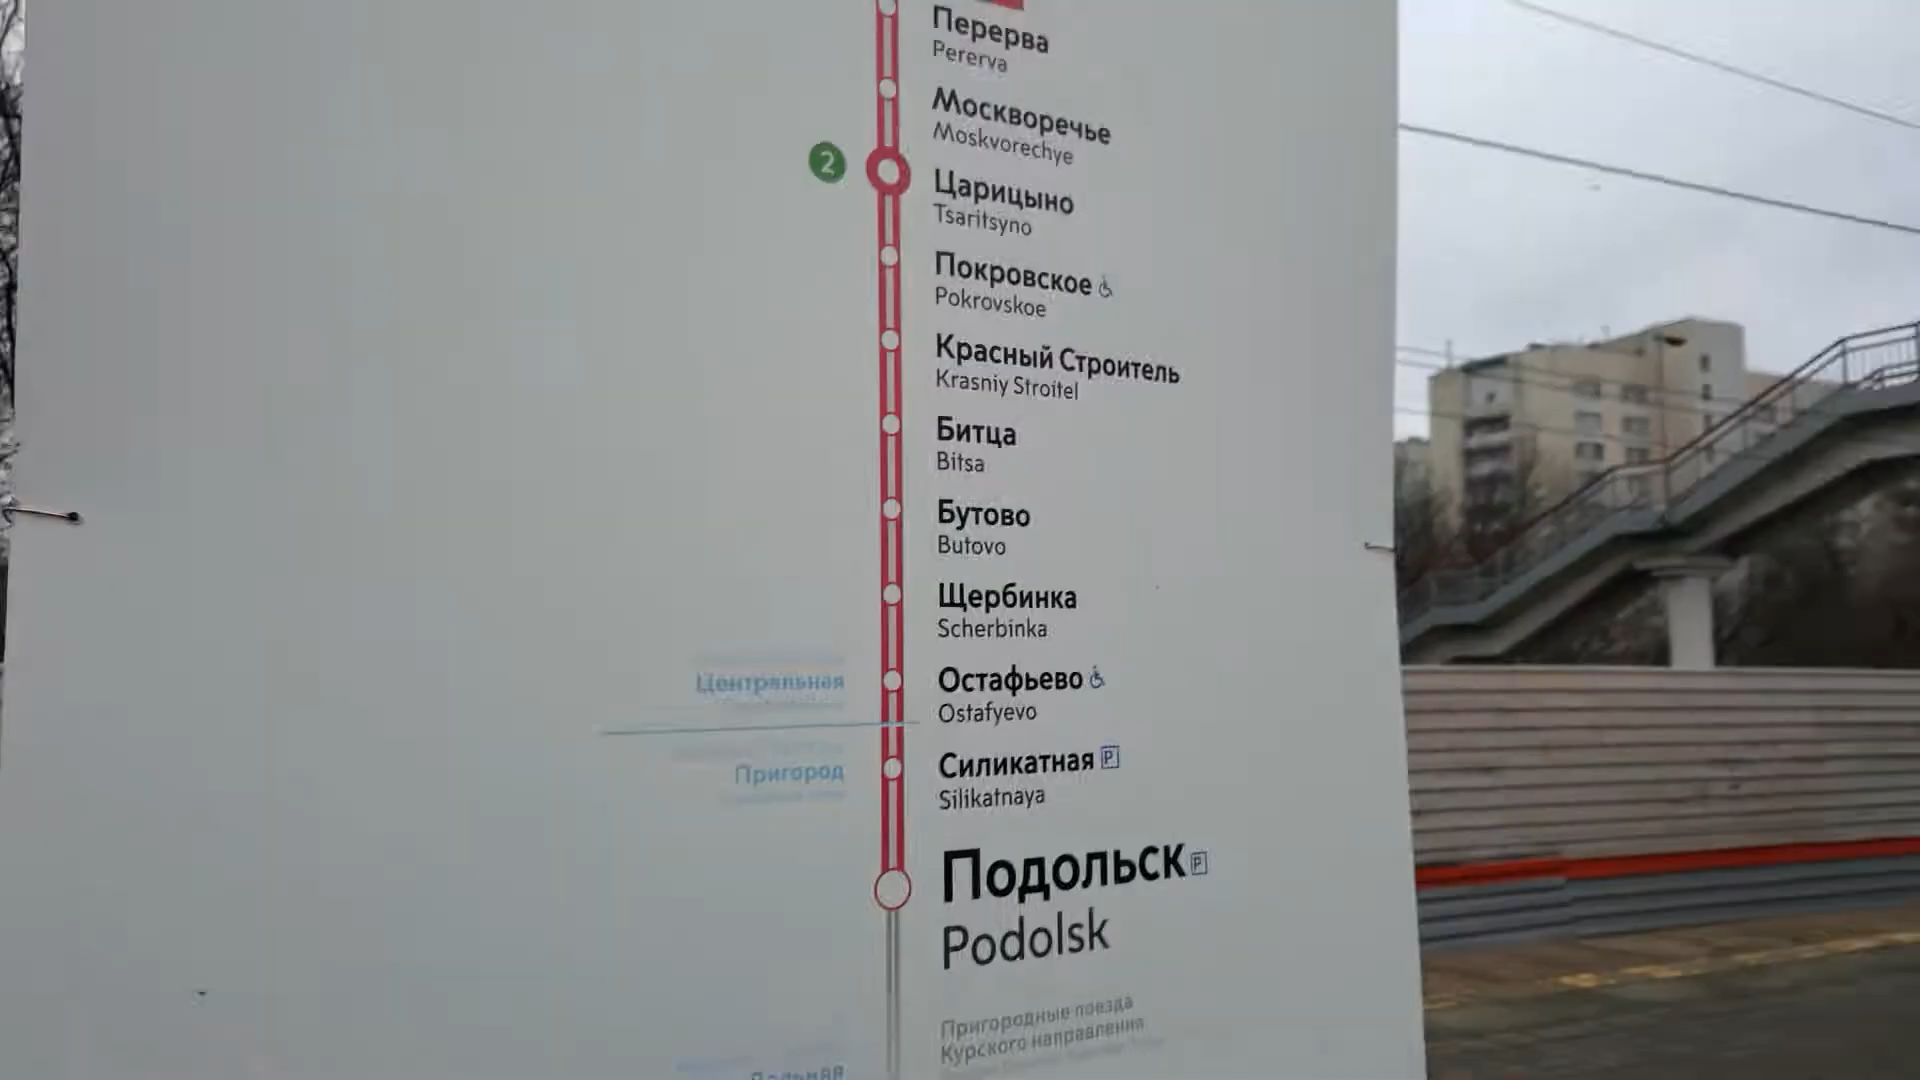 Перерва
Pererva
Москворечье
Moskvorechye
2
Царицыно
Tsaritsyno
Покровское
Pokrovskoe
Красный Строитель
Krasniy Stroitel
Битца
Bitsa
Бутово
Butovo
Щербинка
Scherbinka
Остафьево
Ostafyevo
Центральная
Силикатная P
Silikatnaya
Пригород
Подольск P
Podolsk
Пригородные поезда
Курского направления